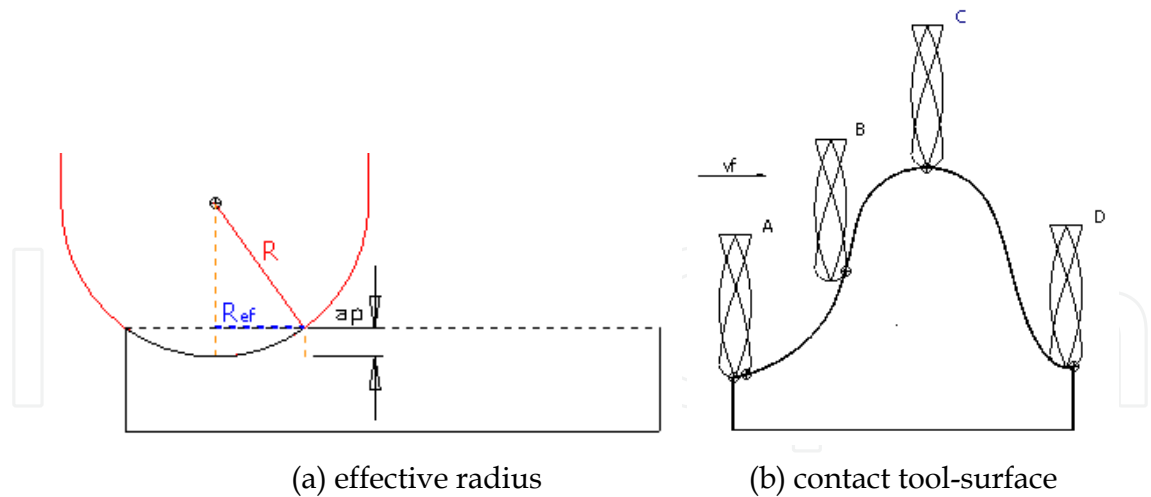 R
Ref
ap
(a) effective radius
C
B
vf
A
D
(b) contact tool-surface